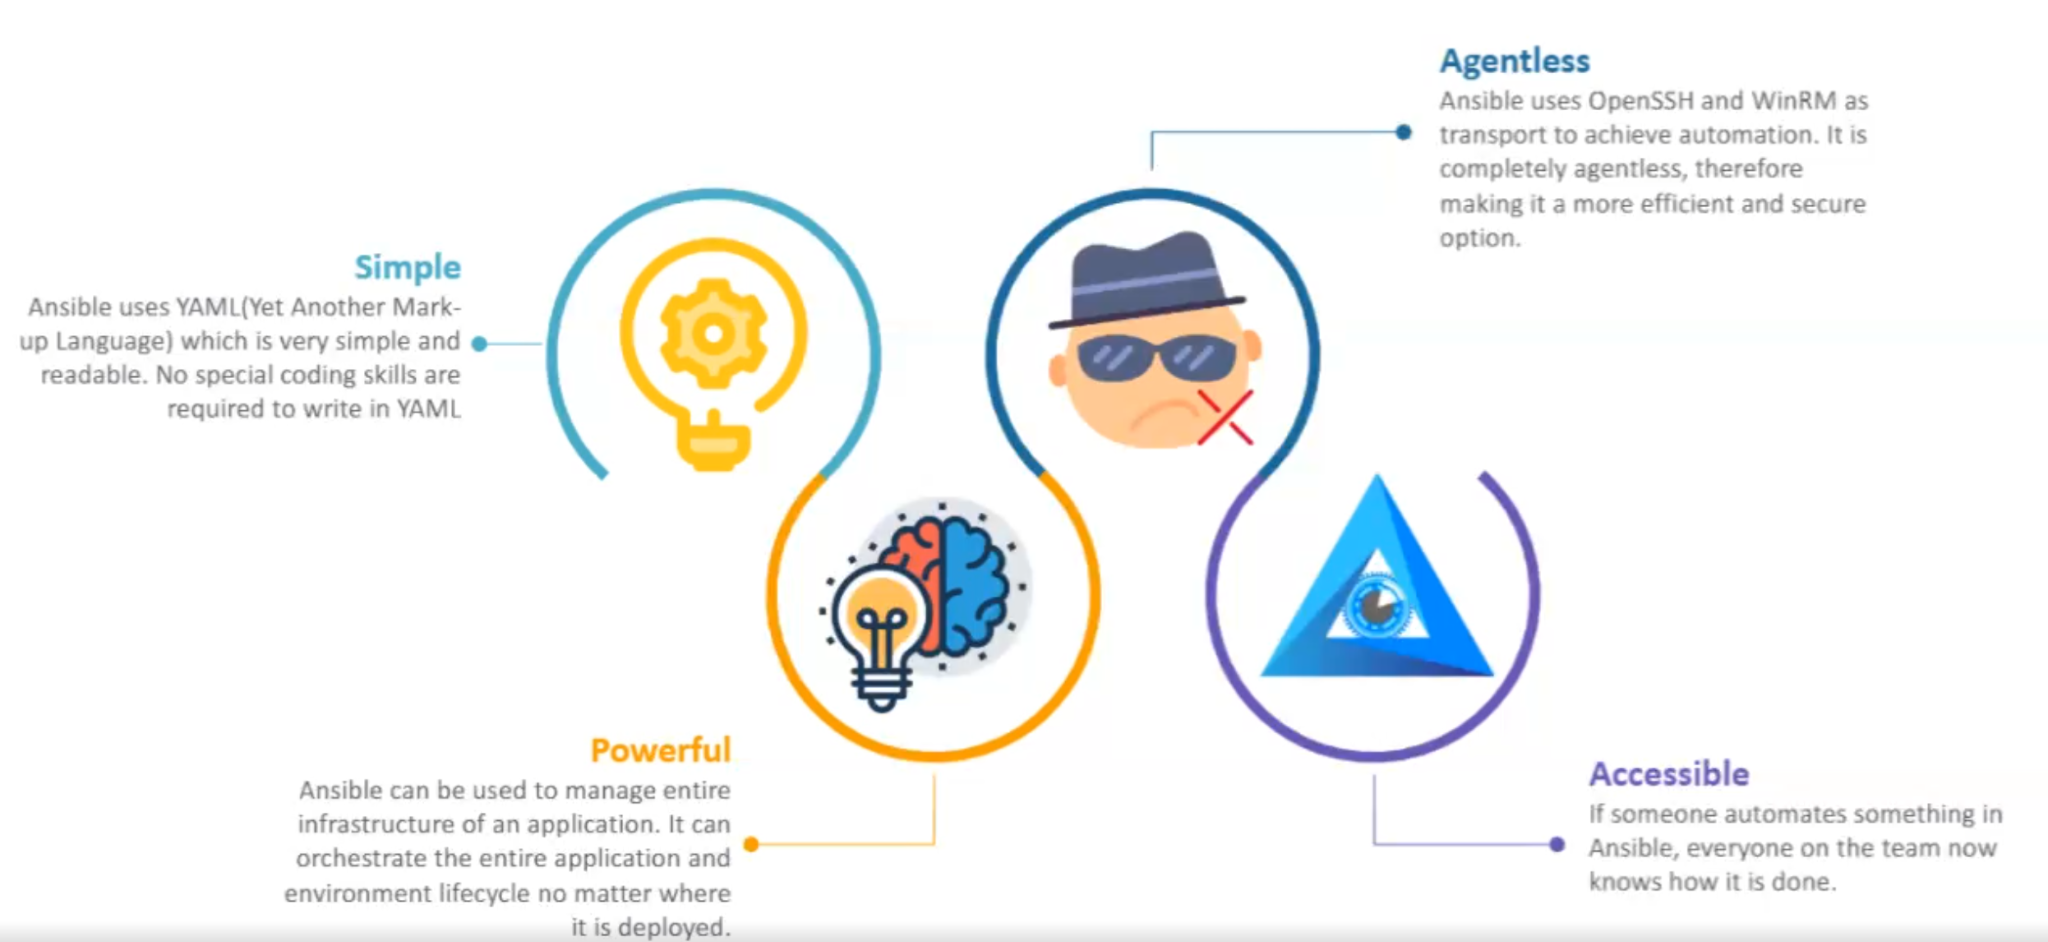 Simple
Ansible uses YAML(Yet Another Mark-
up Language) which is very simple and
readable. No special coding skills are
required to write in YAML
Powerful
Ansible can be used to manage entire
infrastructure of an application. It can
orchestrate the entire application and
environment lifecycle no matter where
it is deployed.
Agentless
Ansible uses OpenSSH and WinRM as
transport to achieve automation. It is
completely agentless, therefore
making it a more efficient and secure
option.
Accessible
If someone automates something in
Ansible, everyone on the team now
knows how it is done.